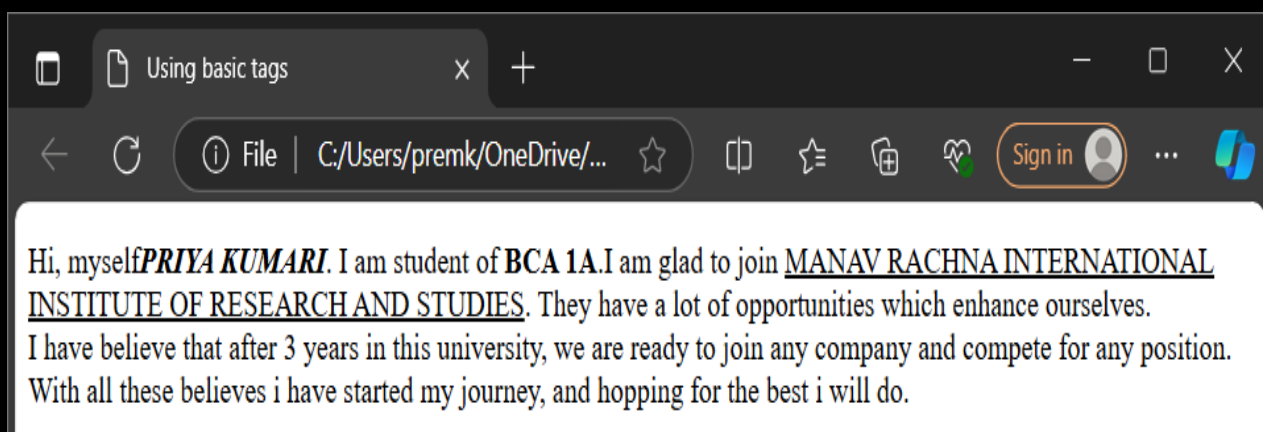 Using basic tags
File | C:/Users/premk/OneDrive/... Sign in ...
Hi, myselfPRIYA KUMARI. I am student of BCA 1A.I am glad to join MANAV RACHNA INTERNATIONAL
INSTITUTE OF RESEARCH AND STUDIES. They have a lot of opportunities which enhance ourselves.
I have believe that after 3 years in this university, we are ready to join any company and compete for any position.
With all these believes i have started my journey, and hopping for the best i will do.